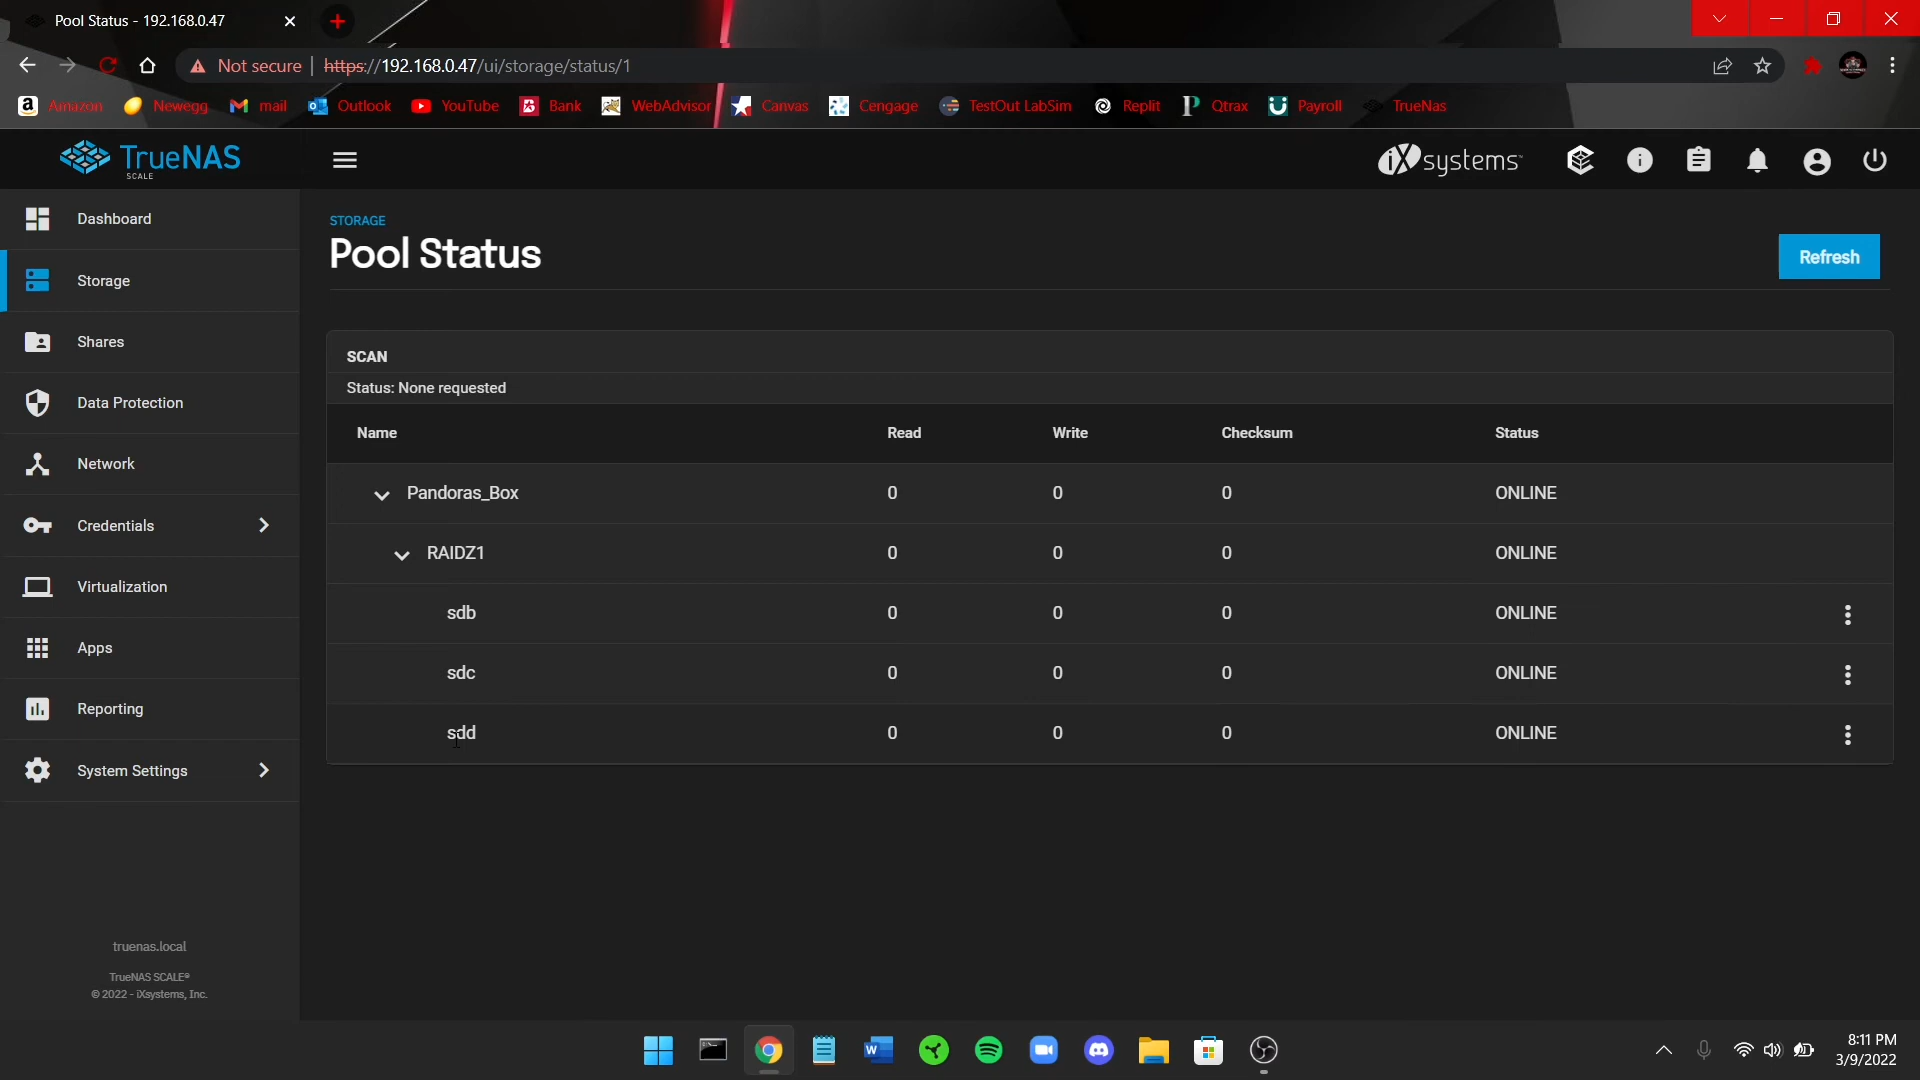 Pool Status - 192.168.0.47
Not secure https://192.168.0.47/ui/storage/status/1
Amazon Newegg mail Outlook YouTube Bank WebAdvisor Canvas Cengage TestOut LabSim Replit Qtrax Payroll TrueNas
TrueNAS
SCALE
iXsystems
Dashboard
Storage
Shares
Data Protection
Network
Credentials
Virtualization
Apps
Reporting
System Settings
truenas.local
TrueNAS SCALE®
© 2022 - iXsystems, Inc.
STORAGE
Pool Status
Refresh
SCAN
Status: None requested
Name Read Write Checksum Status
Pandoras_Box 0 0 0 ONLINE
RAIDZ1 0 0 0 ONLINE
sdb 0 0 0 ONLINE
sdc 0 0 0 ONLINE
sdd 0 0 0 ONLINE
8:11 PM
3/9/2022